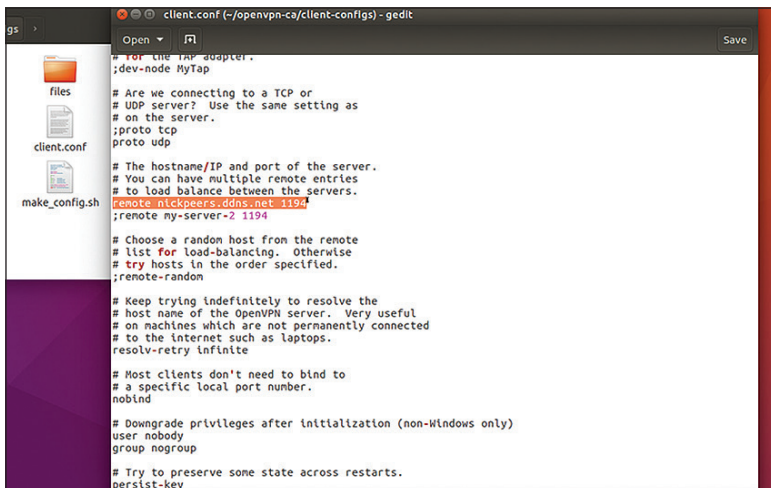 client.conf (~/openvpn-ca/client-configs) - gedit
gs
Open
Save
files
client.conf
make_config.sh
# for the TAP adapter.
;dev-node MyTap
# Are we connecting to a TCP or
# UDP server?  Use the same setting as
# on the server.
;proto tcp
proto udp
# The hostname/IP and port of the server.
# You can have multiple remote entries
# to load balance between the servers.
remote nickpeers.ddns.net 1194
;remote my-server-2 1194
# Choose a random host from the remote
# list for load-balancing.  Otherwise
# try hosts in the order specified.
;remote-random
# Keep trying indefinitely to resolve the
# host name of the OpenVPN server.  Very useful
# on machines which are not permanently connected
# to the internet such as laptops.
resolv-retry infinite
# Most clients don't need to bind to
# a specific local port number.
nobind
# Downgrade privileges after initialization (non-Windows only)
user nobody
group nogroup
# Try to preserve some state across restarts.
persist-key